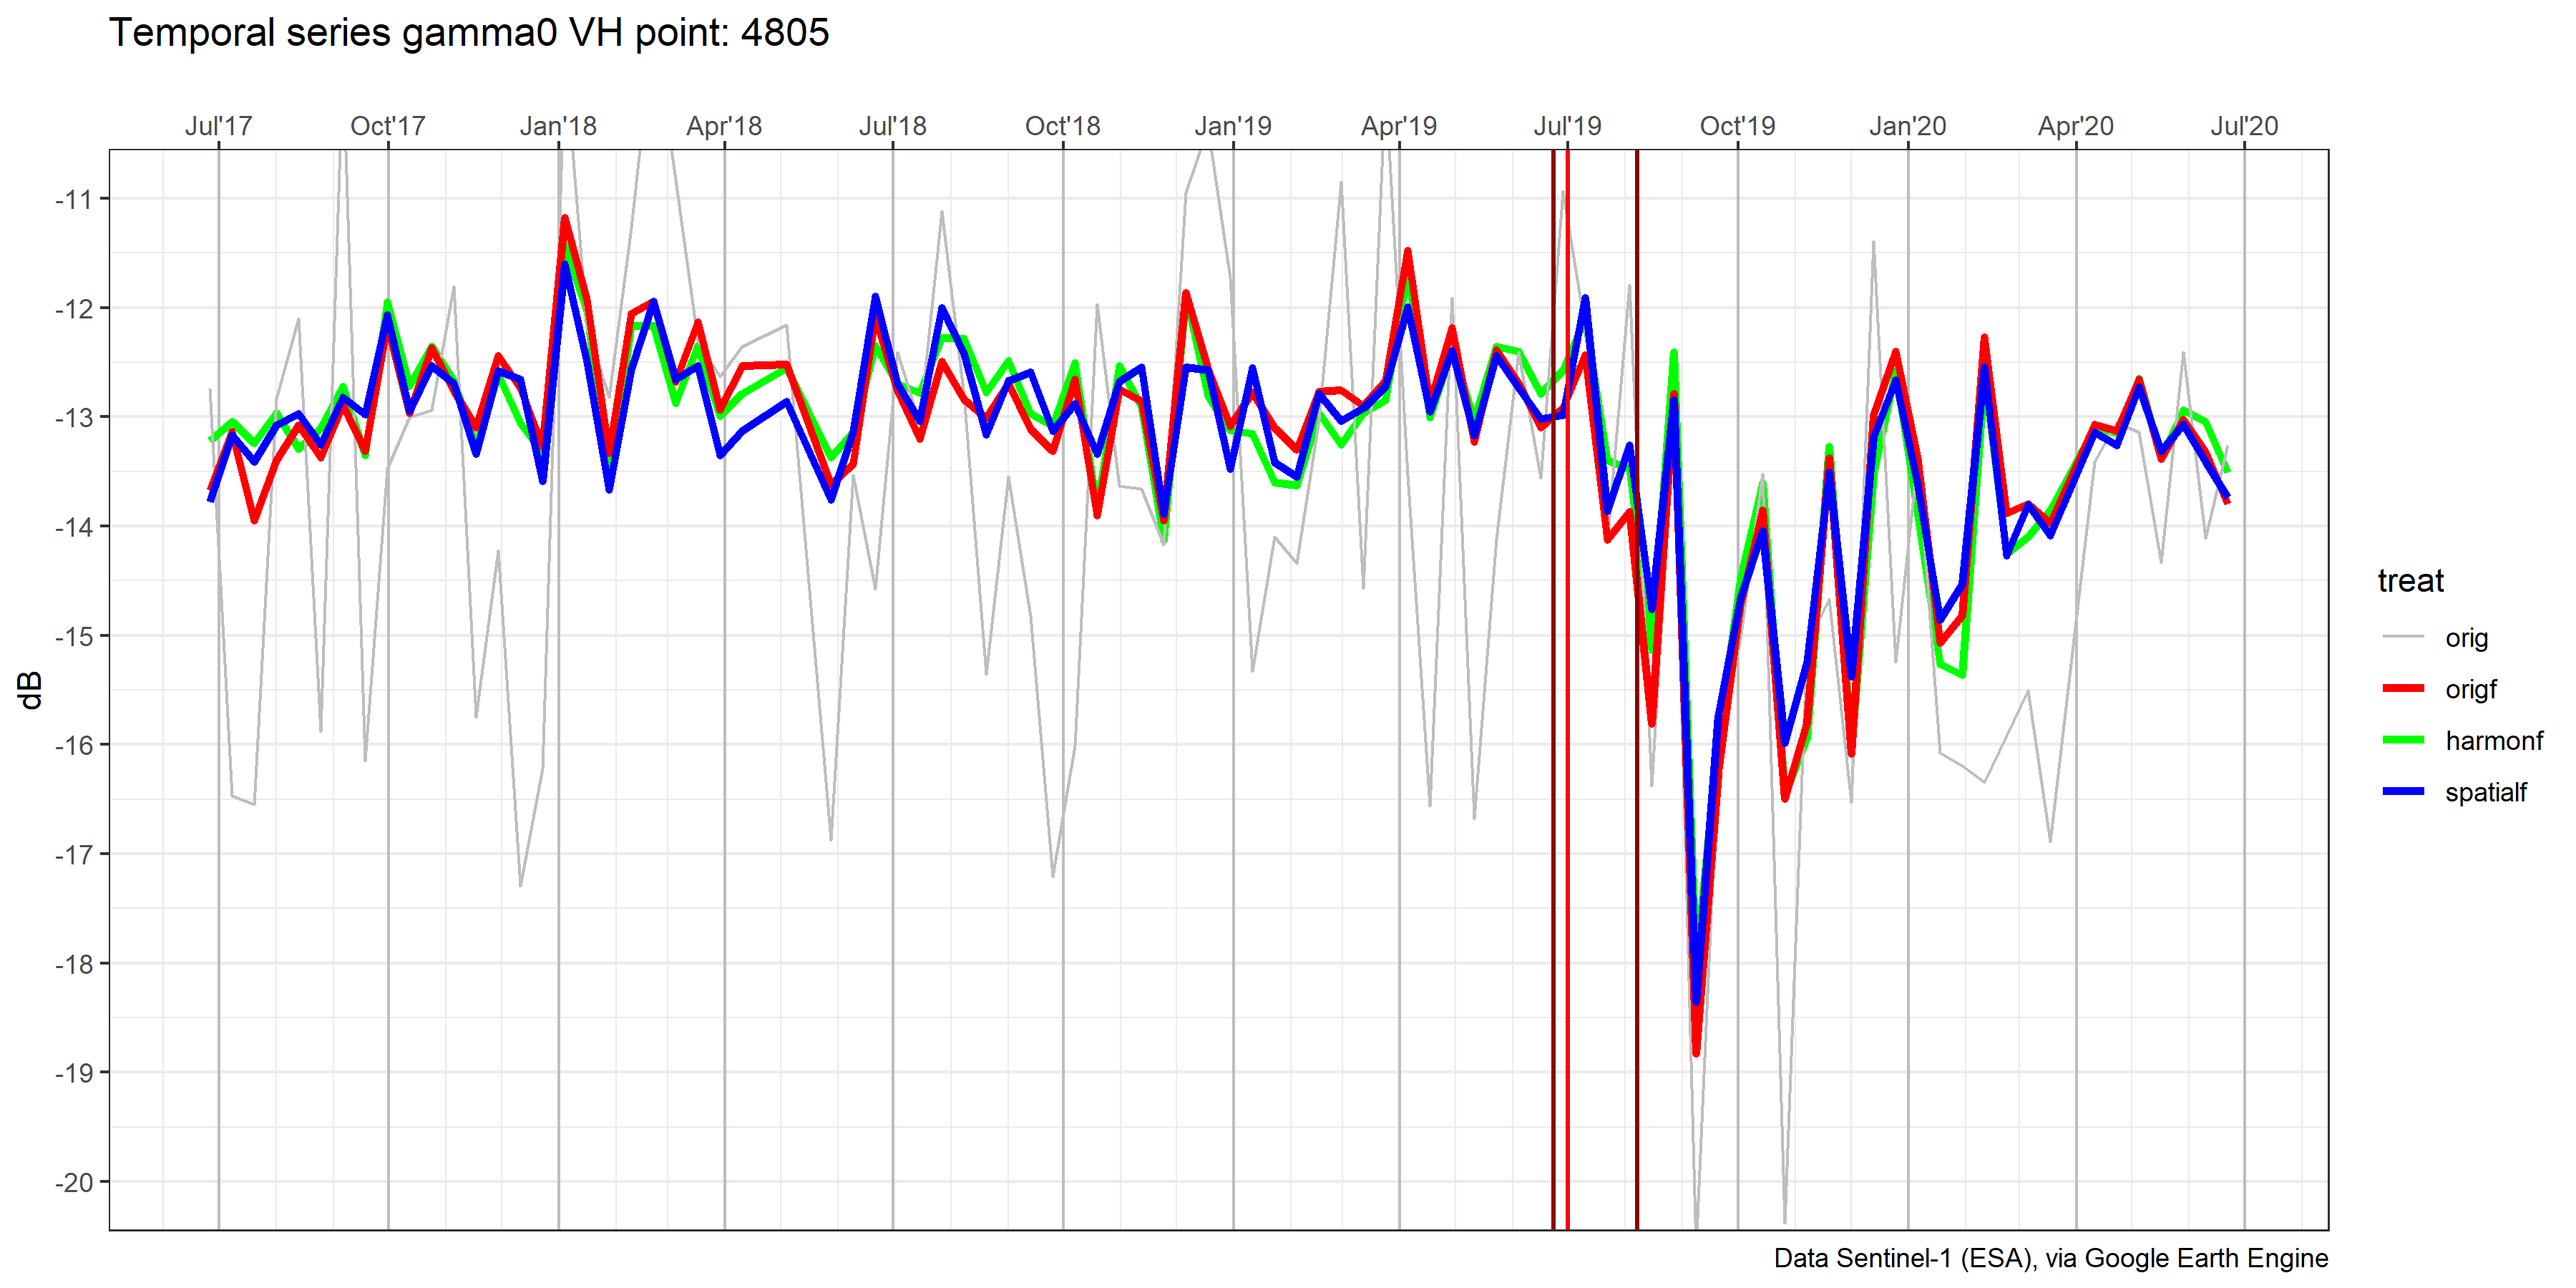 Temporal series gamma0 VH point: 4805
Jul'17 Oct'17 Jan'18 Apr'18 Jul'18 Oct'18 Jan'19 Apr'19 Jul'19 Oct'19 Jan'20 Apr'20 Jul'20
-11
-12
-13
-14
-15
-16
-17
-18
-19
-20
dB
treat
orig
origf
harmonf
spatialf
Data Sentinel-1 (ESA), via Google Earth Engine